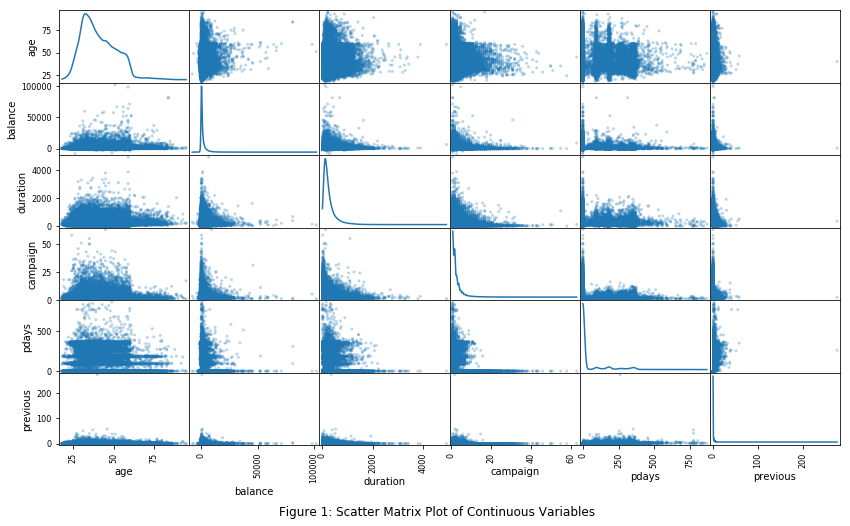 75
50
25
age
100000
50000
0
balance
4000
2000
0
duration
50
25
0
campaign
500
0
pdays
200
100
0
previous
25 50 75 0 50000 100000 0 2000 4000 0 20 40 60 0 250 500 750 0 100 200
age balance duration campaign pdays previous
Figure 1: Scatter Matrix Plot of Continuous Variables